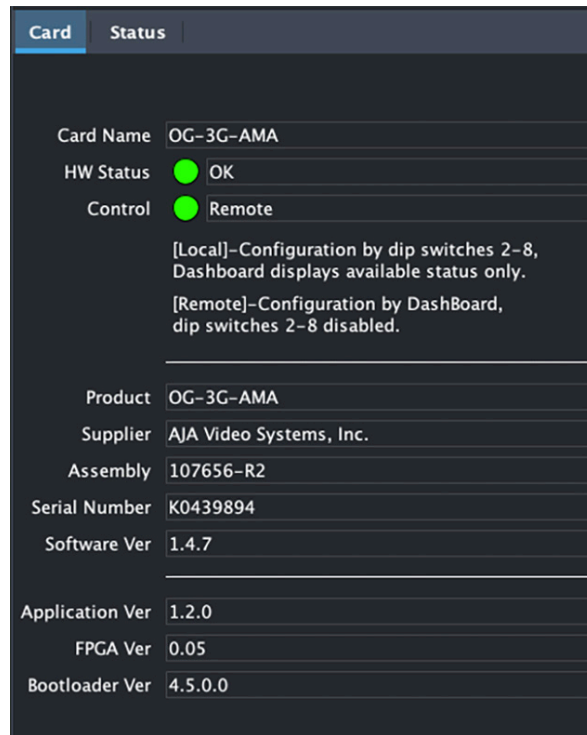 Card Status
Card Name OG-3G-AMA
HW Status OK
Control Remote
[Local]-Configuration by dip switches 2-8,
Dashboard displays available status only.
[Remote]-Configuration by DashBoard,
dip switches 2-8 disabled.
Product OG-3G-AMA
Supplier AJA Video Systems, Inc.
Assembly 107656-R2
Serial Number K0439894
Software Ver 1.4.7
Application Ver 1.2.0
FPGA Ver 0.05
Bootloader Ver 4.5.0.0